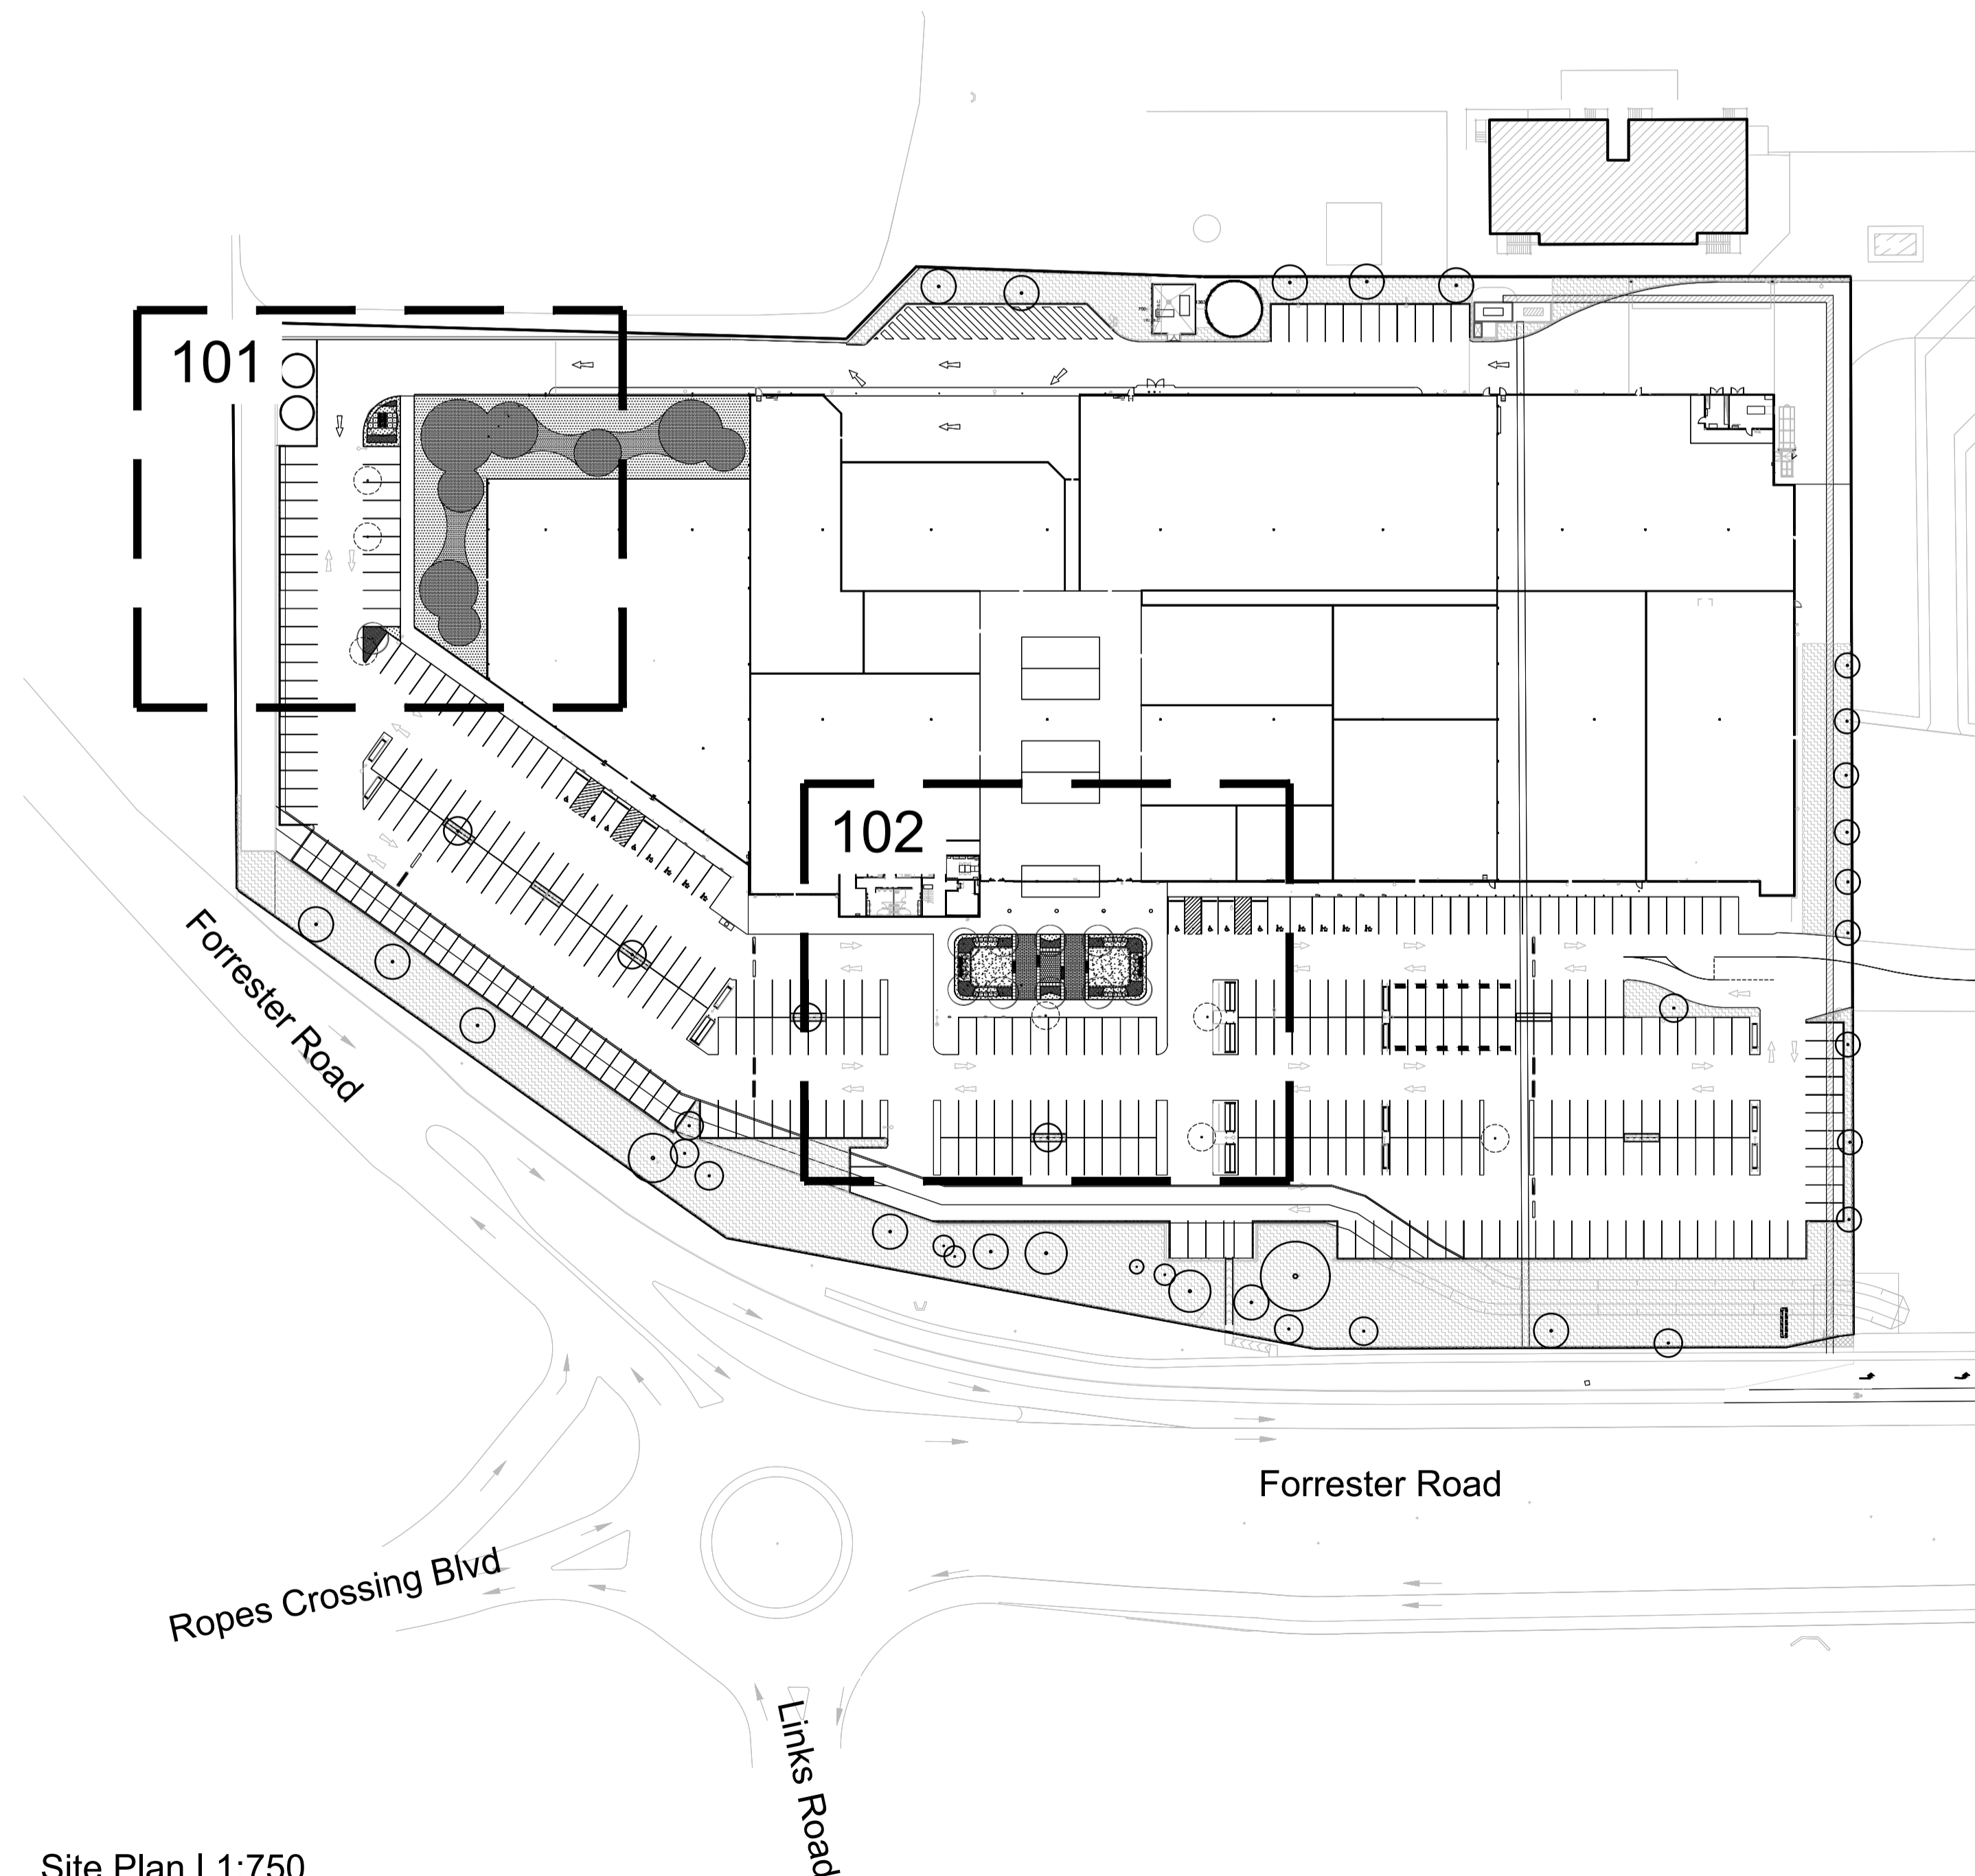 101
102
Forrester Road
Forrester Road
Ropes Crossing Blvd
Links Road
Site Plan | 1:750